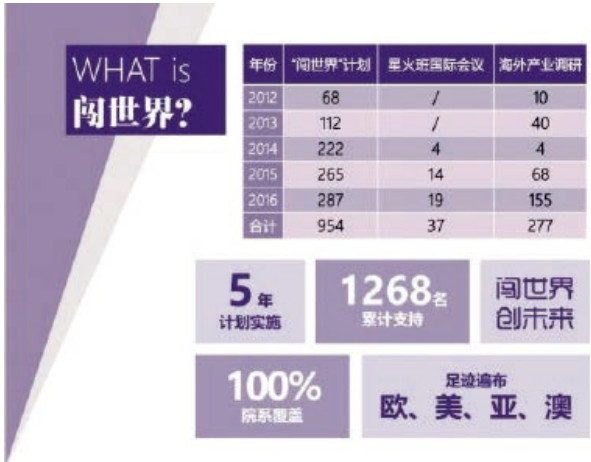 WHAT is
闯世界?
年份 "闯世界"计划 星火班国际会议 海外产业调研
2012 68 / 10
2013 112 / 40
2014 222 4 4
2015 265 14 68
2016 287 19 155
合计 954 37 277
5年
计划实施
1268名
累计支持
闯世界
创未来
100%
院系覆盖
足迹遍布
欧、美、亚、澳